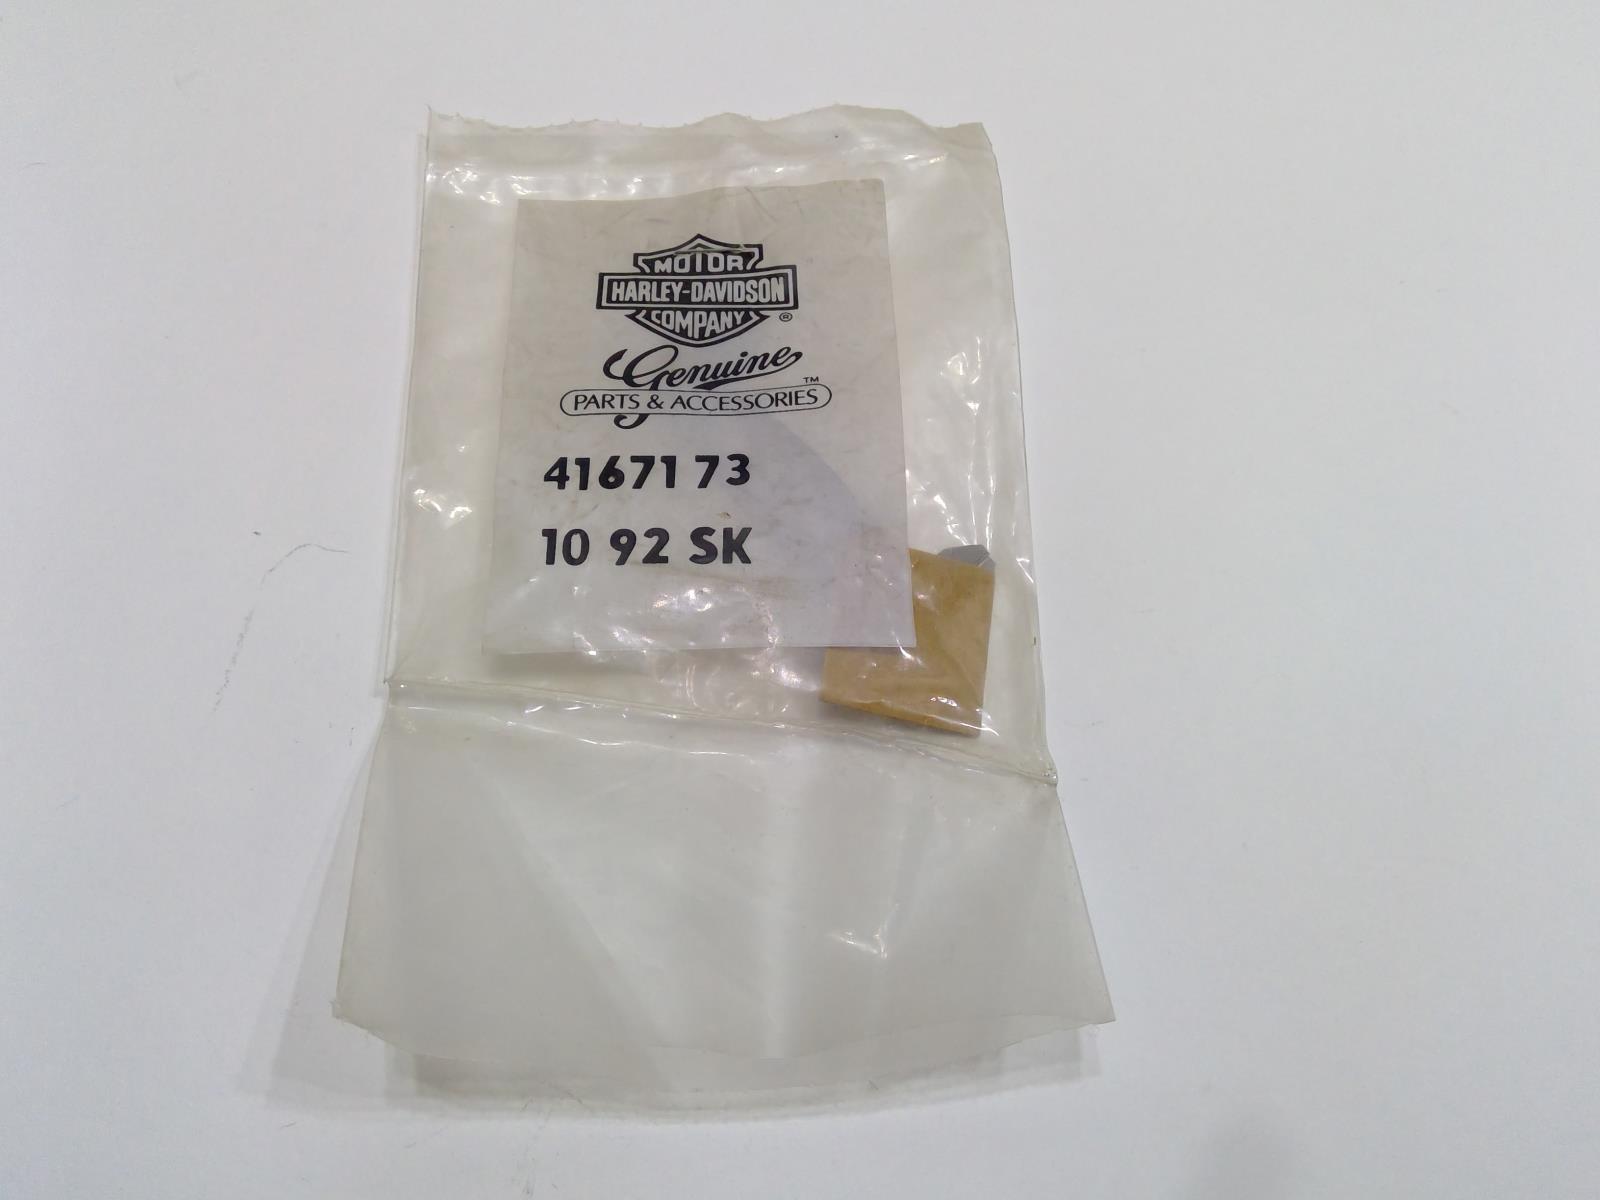 MOTOR
HARLEY-DAVIDSON
COMPANY ®
Genuine
PARTS & ACCESSORIES ™
41671 73
10 92 SK